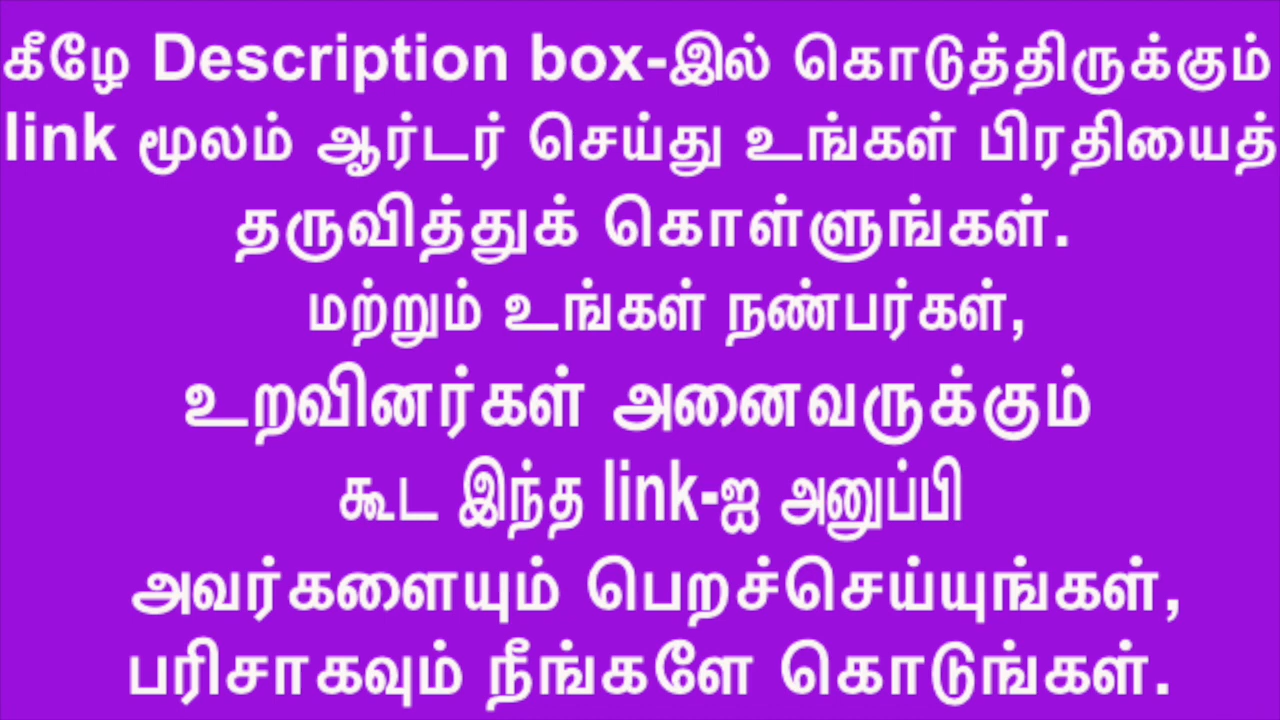 கீழே Description box-இல் கொடுத்திருக்கும்
link மூலம் ஆர்டர் செய்து உங்கள் பிரதியைத்
தருவித்துக் கொள்ளுங்கள்.
மற்றும் உங்கள் நண்பர்கள்,
உறவினர்கள் அனைவருக்கும்
கூட இந்த link-ஐ அனுப்பி
அவர்களையும் பெறச்செய்யுங்கள்,
பரிசாகவும் நீங்களே கொடுங்கள்.